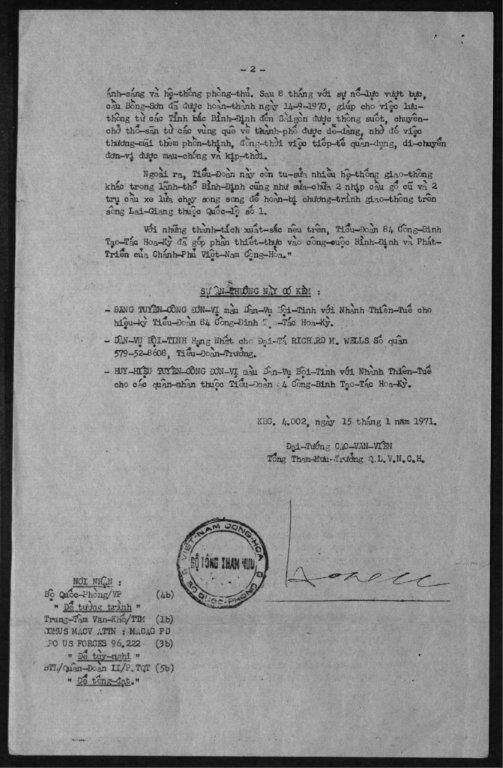 - 2 -
ánh-sáng và hệ-thống phòng-thủ. Sau 8 tháng với sự nỗ-lực vượt bực,
cầu Bồng-Sơn đã được hoàn-thành ngày 14-9-1970, giúp cho việc lưu-
thông từ các Tỉnh bắc Bình-Định đến Saigon được thông suốt, chuyên-
chở thổ-sản từ các vùng quê về thành-phố được dễ-dàng, nhờ đó việc
thương-mãi thêm phồn-thịnh, đồng-thời việc tiếp-tế quân-dụng, di-chuyển
đơn-vị được mau-chóng và kịp-thời.
Ngoài ra, Tiểu-Đoàn này còn tu-sửa nhiều hệ-thống giao-thông
khác trong lãnh-thổ Bình-Định cũng như sửa-chữa 2 nhịp cầu gỗ cũ và 2
trụ cầu xe lửa chạy song song để hoàn-bị chương-trình giao-thông trên
sông Lai-Giang thuộc Quốc-lộ số 1.
Với những thành-tích xuất-sắc nêu trên, Tiểu-Đoàn 84 Công-Binh
Tạo-Tác Hoa-Kỳ đã góp phần thiết-thực vào công-cuộc Bình-Định và Phát-
Triển của Chánh-Phủ Việt-Nam Cộng-Hòa."
SỰ ÂN-THƯỞNG NÀY CÓ KÈM :
- BẰNG TUYÊN-CÔNG ĐƠN-VỊ màu Dân-Vụ Bội-Tinh với Nhành Thiên-Tuế cho
hiệu-kỳ Tiểu-Đoàn 84 Công-Binh Tạo-Tác Hoa-Kỳ.
- DÂN-VỤ BỘI-TINH Hạng Nhất cho Đại-Tá RICHARD M. WELLS Số quân
579-52-8608, Tiểu-Đoàn-Trưởng.
- HUY-HIỆU TUYÊN-CÔNG ĐƠN-VỊ màu Dân-Vụ Bội-Tinh với Nhành Thiên-Tuế
cho các quân-nhân thuộc Tiểu-Đoàn 84 Công-Binh Tạo-Tác Hoa-Kỳ.
KBC. 4.002, ngày 15 tháng 1 năm 1971.
Đại-Tướng CAO-VĂN-VIÊN
Tổng Tham-Mưu-Trưởng Q.L.V.N.C.H.
VIỆT-NAM CỘNG-HÒA
BỘ TỔNG THAM MƯU
BỘ QUỐC-PHÒNG
NƠI NHẬN :
Bộ Quốc-Phòng/VP (4b)
" Để tường trình "
Trung-Tâm Văn-Khố/TTM (1b)
COMUS MACV ATTN : MACAG PD
APO US FORCES 96.222 (3b)
" Để tùy-nghi "
BTL/Quân-Đoàn II/P.TQT (5b)
" Để tống-đạt."